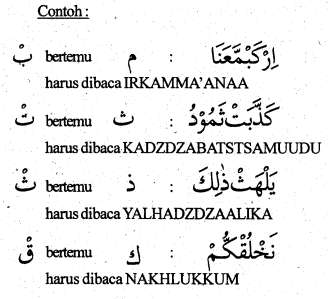 Contoh :
بْ bertemu م : اِرْكَبْمَّعَنَا
harus dibaca IRKAMMA'ANAA
تْ bertemu ث : كَذَّبَتْ ثَّمُوْدُ
harus dibaca KADZDZABATSTSAMUUDU
ثْ bertemu ذ : يَلْهَثْ ذٰلِكَ
harus dibaca YALHADZDZAALIKA
قْ bertemu ك : نَخْلُقْكُّمْ
harus dibaca NAKHLUKKUM